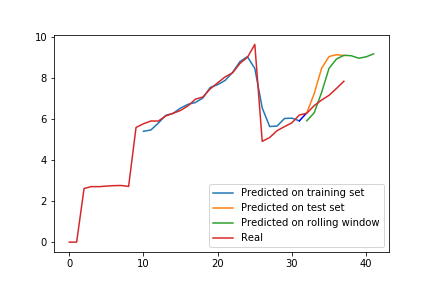 10
8
6
4
2
0
Predicted on training set
Predicted on test set
Predicted on rolling window
Real
0
10
20
30
40